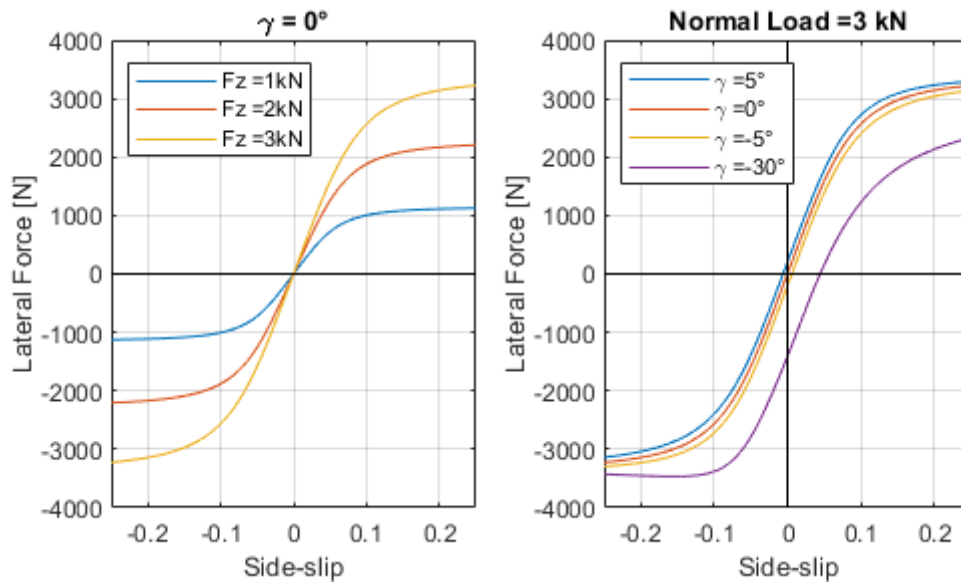 γ = 0°
4000
3000
2000
1000
0
-1000
-2000
-3000
-4000
Lateral Force [N]
Fz =1kN
Fz =2kN
Fz =3kN
-0.2
-0.1
0
0.1
0.2
Side-slip
Normal Load =3 kN
4000
3000
2000
1000
0
-1000
-2000
-3000
-4000
Lateral Force [N]
γ =5°
γ =0°
γ =-5°
γ =-30°
-0.2
-0.1
0
0.1
0.2
Side-slip